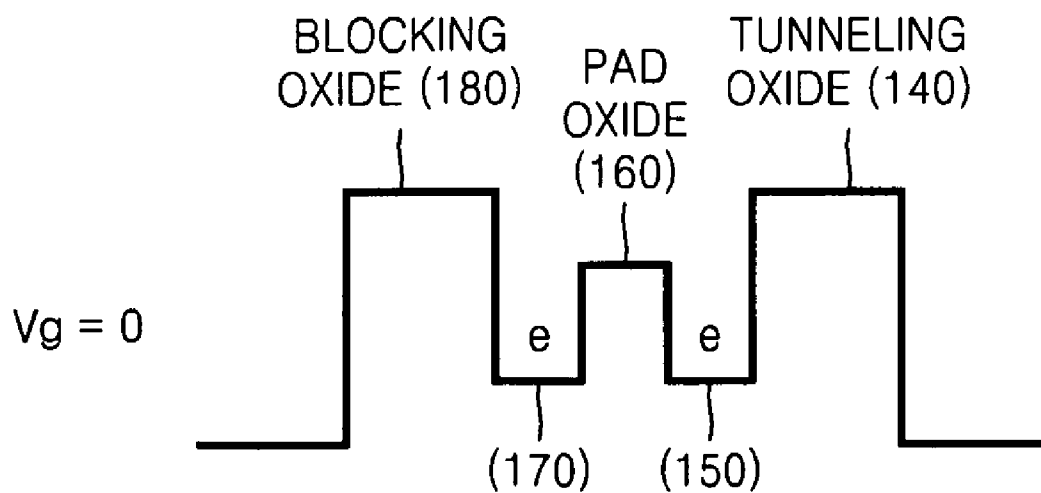 BLOCKING
OXIDE (180)
PAD
OXIDE
(160)
TUNNELING
OXIDE (140)
Vg = 0
e
e
(170)
(150)